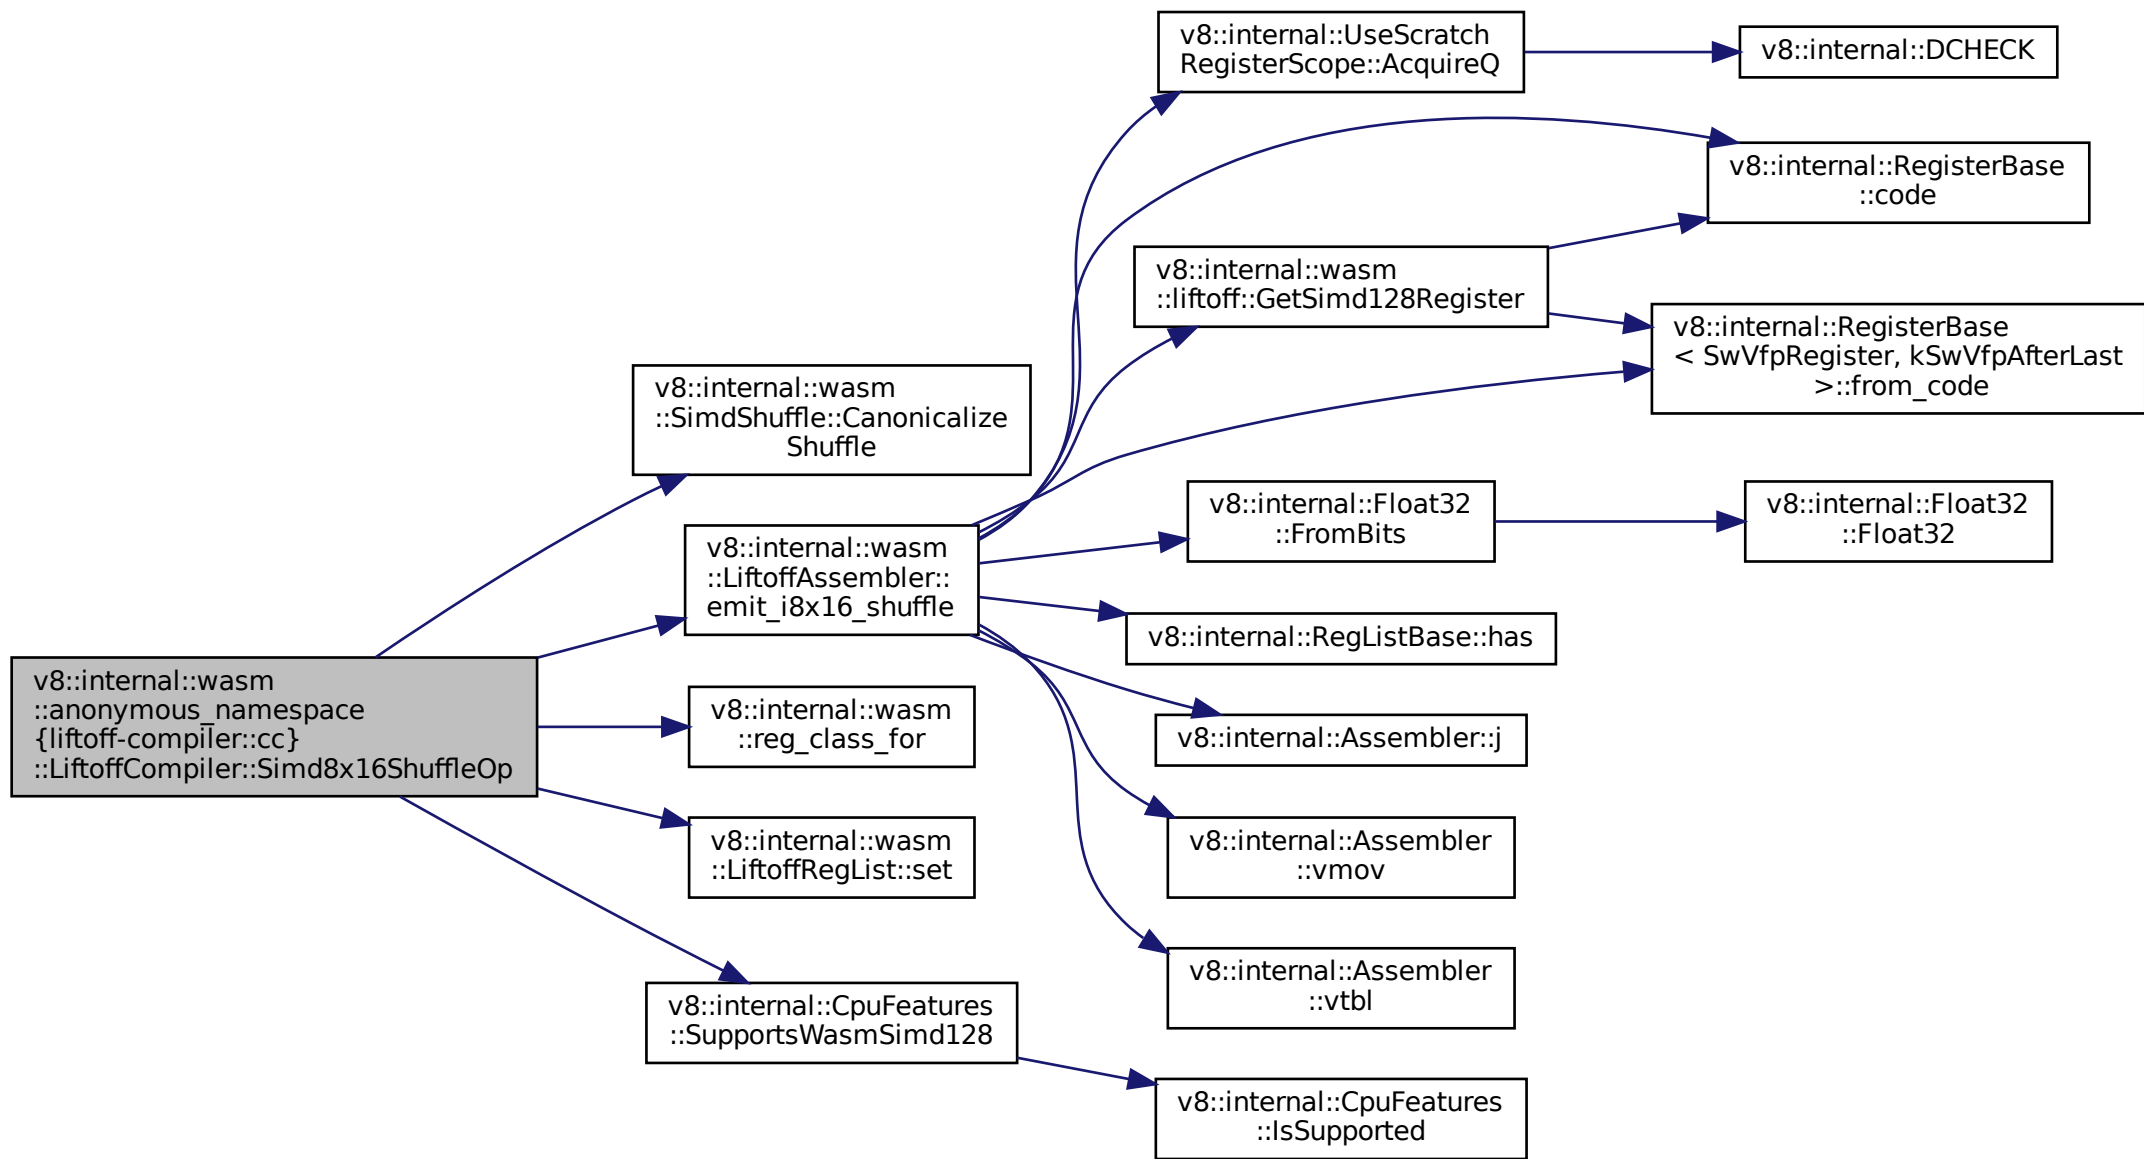 v8::internal::wasm
::anonymous_namespace
{liftoff-compiler::cc}
::LiftoffCompiler::Simd8x16ShuffleOp
v8::internal::wasm
::SimdShuffle::Canonicalize
Shuffle
v8::internal::wasm
::LiftoffAssembler::
emit_i8x16_shuffle
v8::internal::wasm
::reg_class_for
v8::internal::wasm
::LiftoffRegList::set
v8::internal::CpuFeatures
::SupportsWasmSimd128
v8::internal::UseScratch
RegisterScope::AcquireQ
v8::internal::wasm
::liftoff::GetSimd128Register
v8::internal::Float32
::FromBits
v8::internal::RegListBase::has
v8::internal::Assembler::j
v8::internal::Assembler
::vmov
v8::internal::Assembler
::vtbl
v8::internal::CpuFeatures
::IsSupported
v8::internal::DCHECK
v8::internal::RegisterBase
::code
v8::internal::RegisterBase
< SwVfpRegister, kSwVfpAfterLast
>::from_code
v8::internal::Float32
::Float32